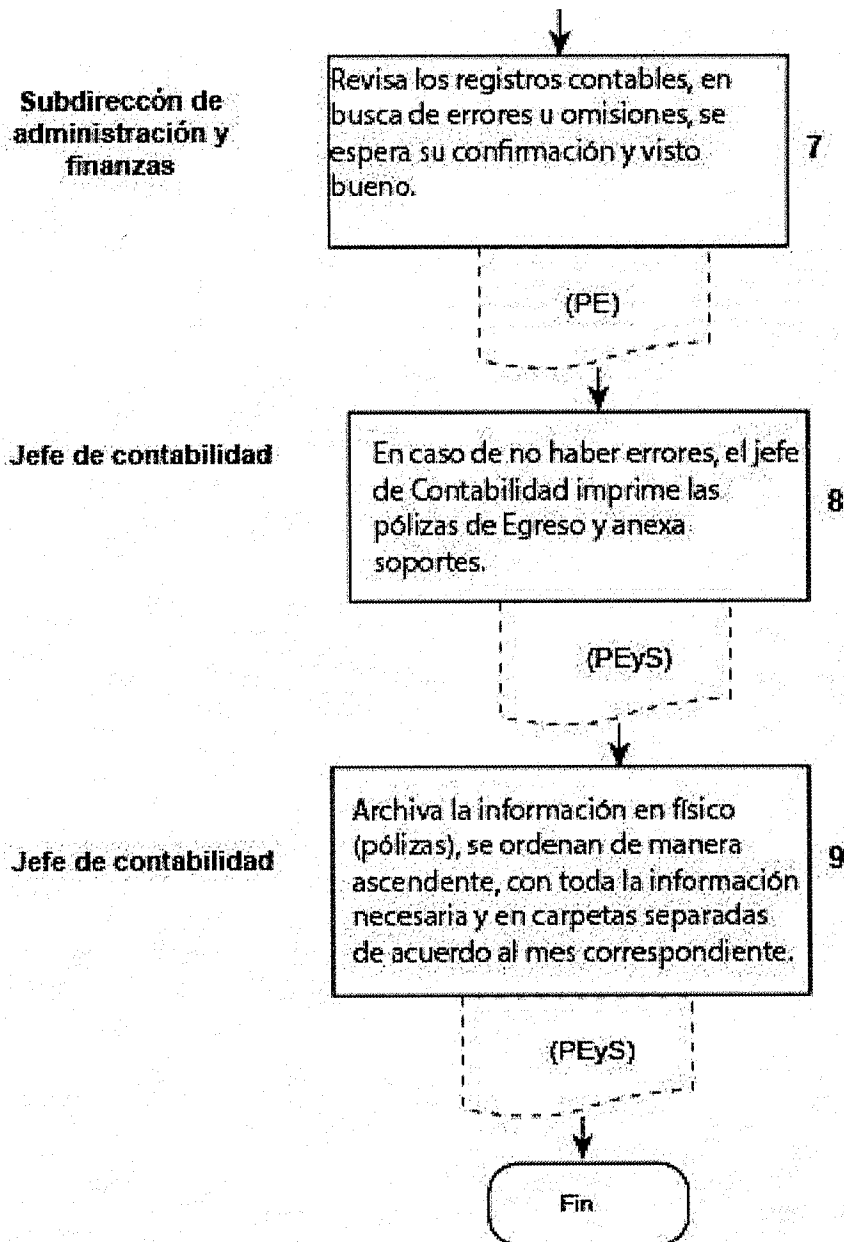 Subdireccón de
administración y
finanzas
Revisa los registros contables, en
busca de errores u omisiones, se
espera su confirmación y visto
bueno.
7
(PE)
Jefe de contabilidad
En caso de no haber errores, el jefe
de Contabilidad imprime las
pólizas de Egreso y anexa
soportes.
8
(PEyS)
Jefe de contabilidad
Archiva la información en físico
(pólizas), se ordenan de manera
ascendente, con toda la información
necesaria y en carpetas separadas
de acuerdo al mes correspondiente.
9
(PEyS)
Fin